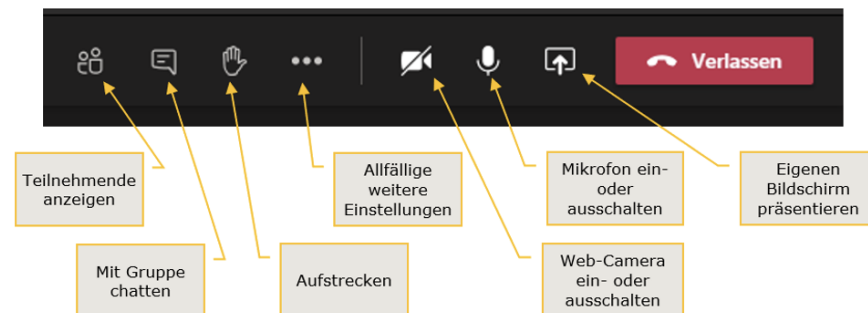 Verlassen
Teilnehmende
anzeigen
Mit Gruppe
chatten
Aufstrecken
Allfällige
weitere
Einstellungen
Web-Camera
ein- oder
ausschalten
Mikrofon ein-
oder
ausschalten
Eigenen
Bildschirm
präsentieren